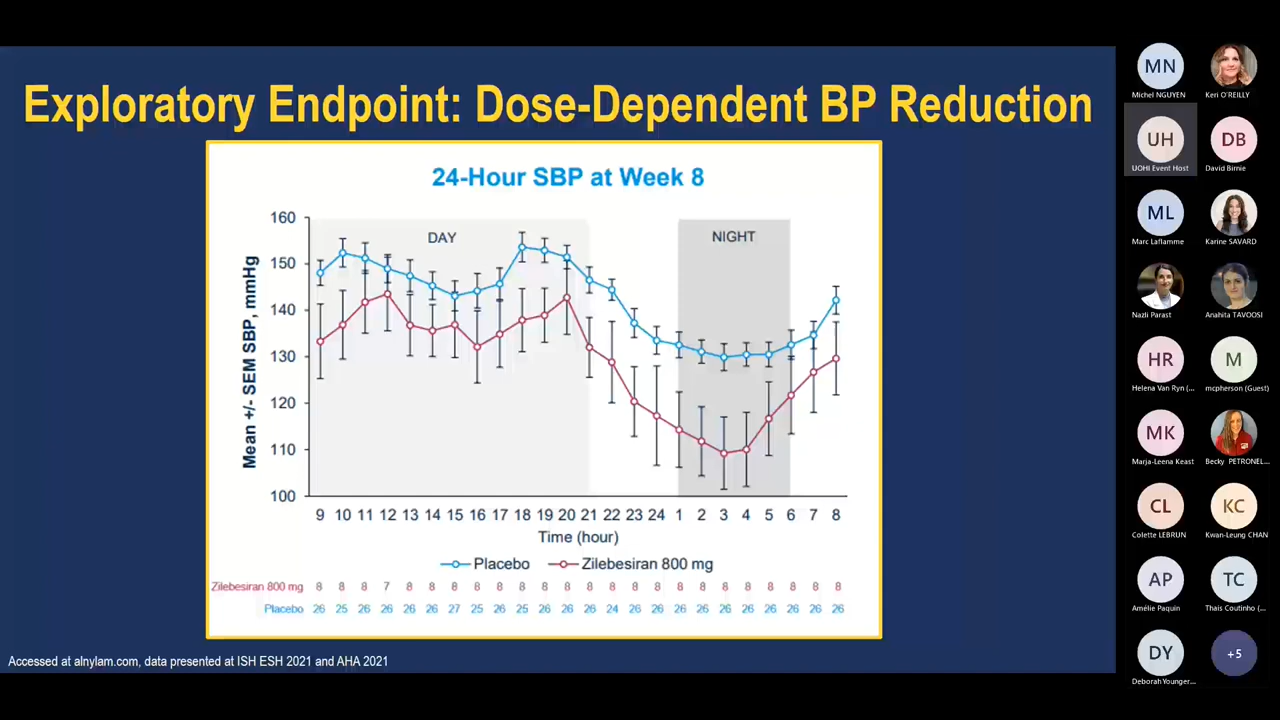 Exploratory Endpoint: Dose-Dependent BP Reduction
24-Hour SBP at Week 8
Mean +/- SEM SBP, mmHg
160
150
140
130
120
110
100
DAY
NIGHT
9 10 11 12 13 14 15 16 17 18 19 20 21 22 23 24 1 2 3 4 5 6 7 8
Time (hour)
Placebo Zilebesiran 800 mg
Zilebesiran 800 mg 8 8 8 7 8 8 8 8 8 8 8 8 8 8 8 8 8 8 8 8 8 8 8 8
Placebo 26 25 26 26 26 26 27 25 26 25 26 26 26 24 26 26 26 26 26 26 26 26 26 26
Accessed at alnylam.com, data presented at ISH ESH 2021 and AHA 2021
MN
Michel NGUYEN
Keri O'REILLY
UH
UOHI Event Host
DB
David Birnie
ML
Marc Laflamme
Karine SAVARD
Nazli Parast
Anahita TAVOOSI
HR
Helena Van Ryn (...
M
mcpherson (Guest)
MK
Marja-Leena Keast
Becky PETRONEL...
CL
Colette LEBRUN
KC
Kwan-Leung CHAN
AP
Amélie Paquin
TC
Thais Coutinho (...
DY
Deborah Younger...
+5